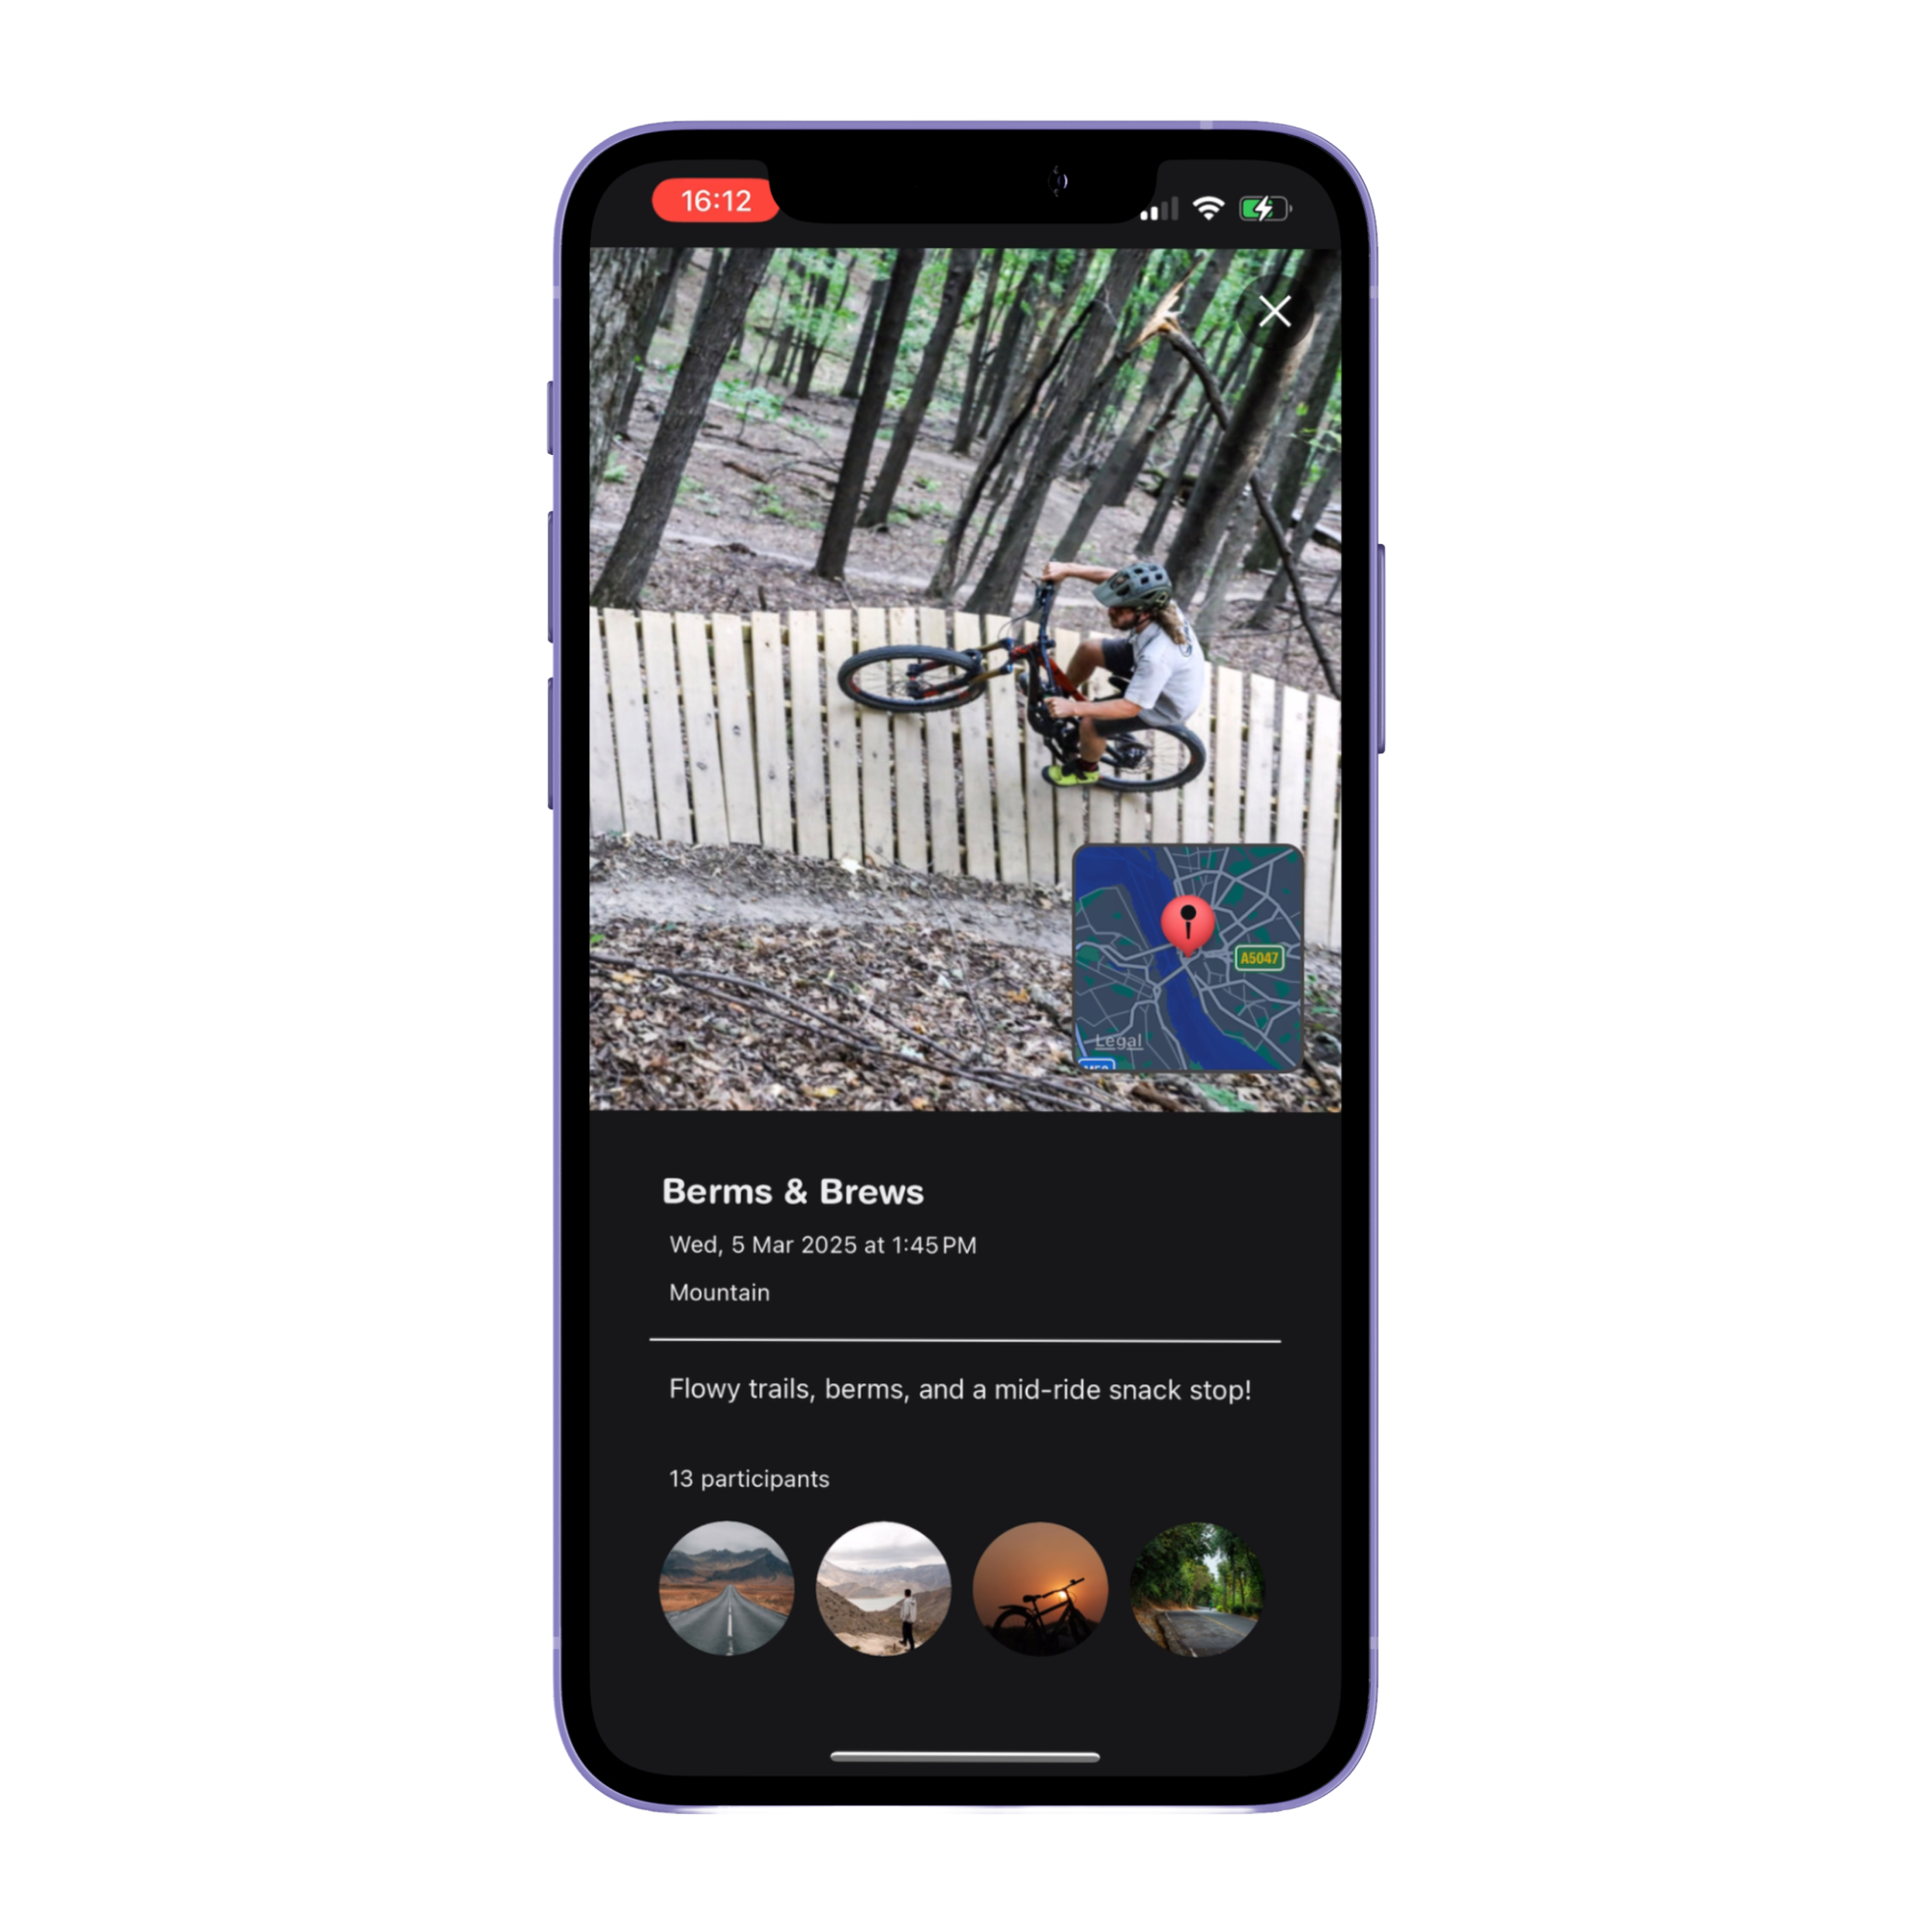 16:12
A5047
Legal
Berms & Brews
Wed, 5 Mar 2025 at 1:45 PM
Mountain
Flowy trails, berms, and a mid-ride snack stop!
13 participants